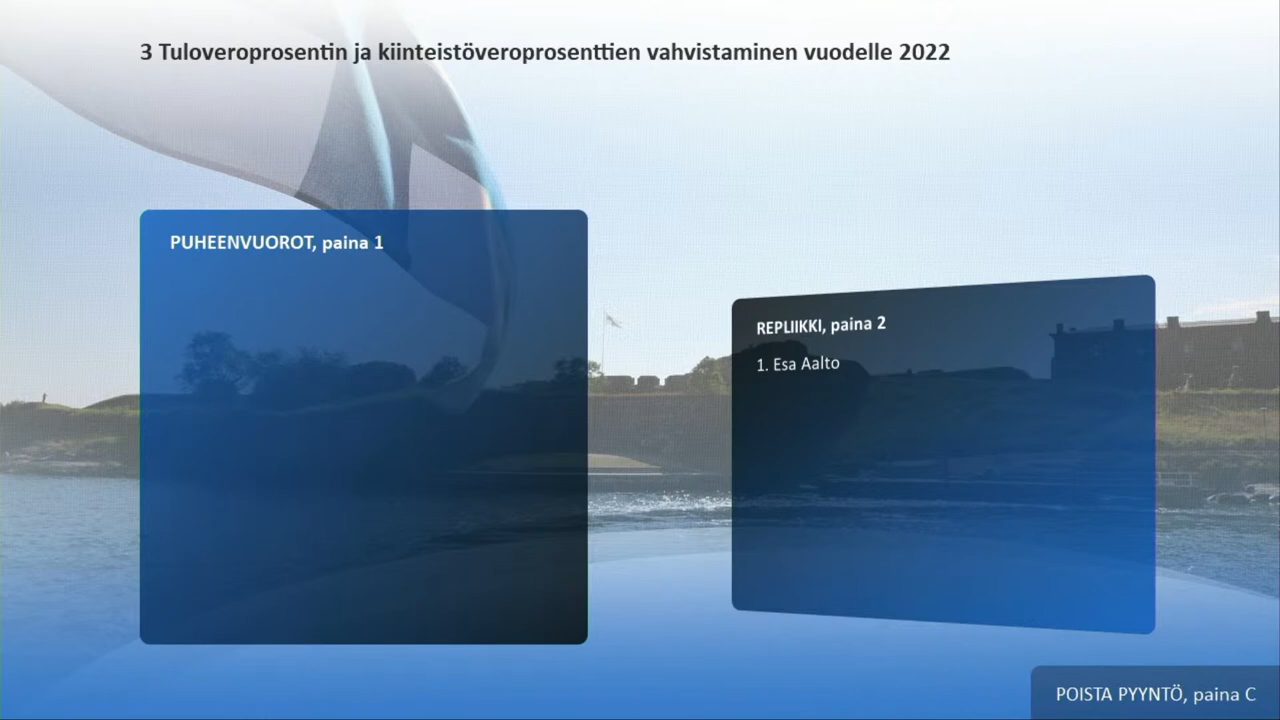 3 Tuloveroprosentin ja kiinteistöveroprosenttien vahvistaminen vuodelle 2022
PUHEENVUOROT, paina 1
REPLIIKKI, paina 2
1. Esa Aalto
POISTA PYYNTÖ, paina C